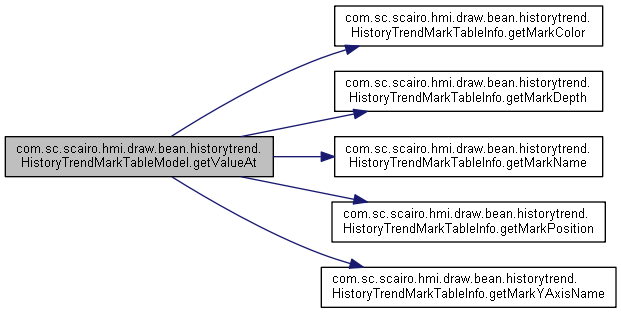 com.sc.scairo.hmi.draw.bean.historytrend.
HistoryTrendMarkTableModel.getValueAt
com.sc.scairo.hmi.draw.bean.historytrend.
HistoryTrendMarkTableInfo.getMarkColor
com.sc.scairo.hmi.draw.bean.historytrend.
HistoryTrendMarkTableInfo.getMarkDepth
com.sc.scairo.hmi.draw.bean.historytrend.
HistoryTrendMarkTableInfo.getMarkName
com.sc.scairo.hmi.draw.bean.historytrend.
HistoryTrendMarkTableInfo.getMarkPosition
com.sc.scairo.hmi.draw.bean.historytrend.
HistoryTrendMarkTableInfo.getMarkYAxisName